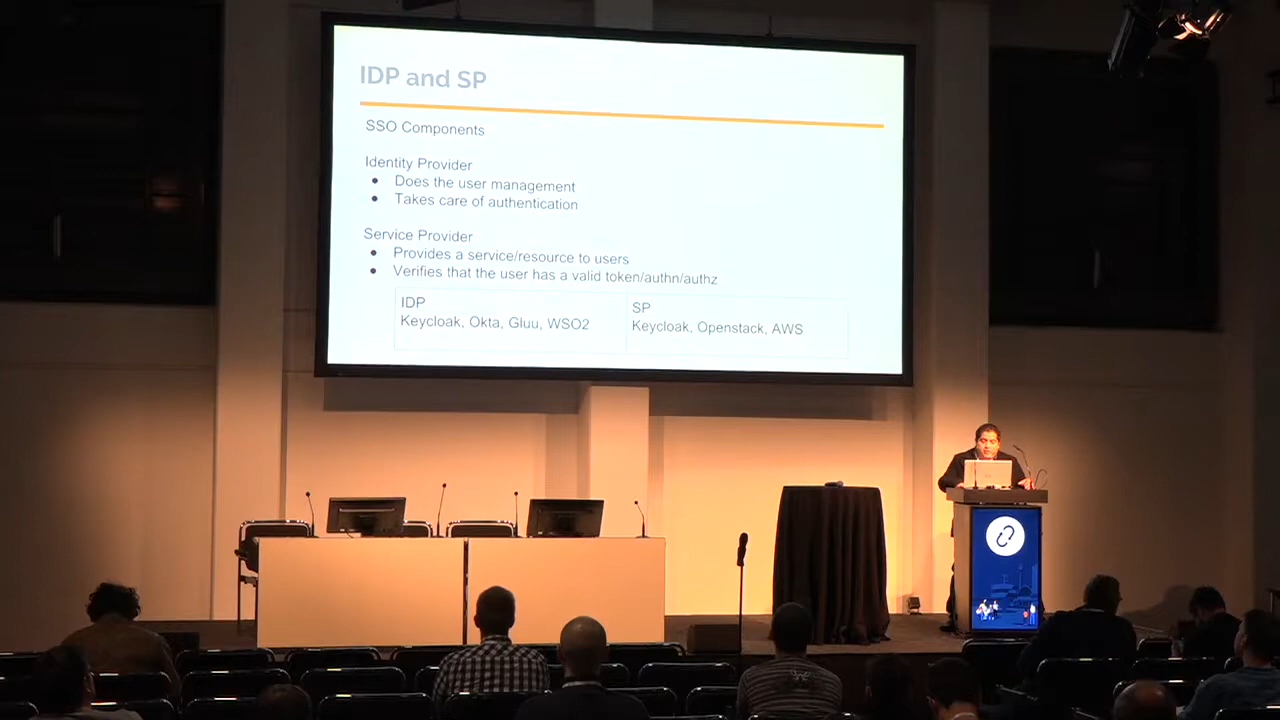 IDP and SP
SSO Components
Identity Provider
● Does the user management
● Takes care of authentication
Service Provider
● Provides a service/resource to users
● Verifies that the user has a valid token/authn/authz
IDP
Keycloak, Okta, Gluu, WSO2
SP
Keycloak, Openstack, AWS